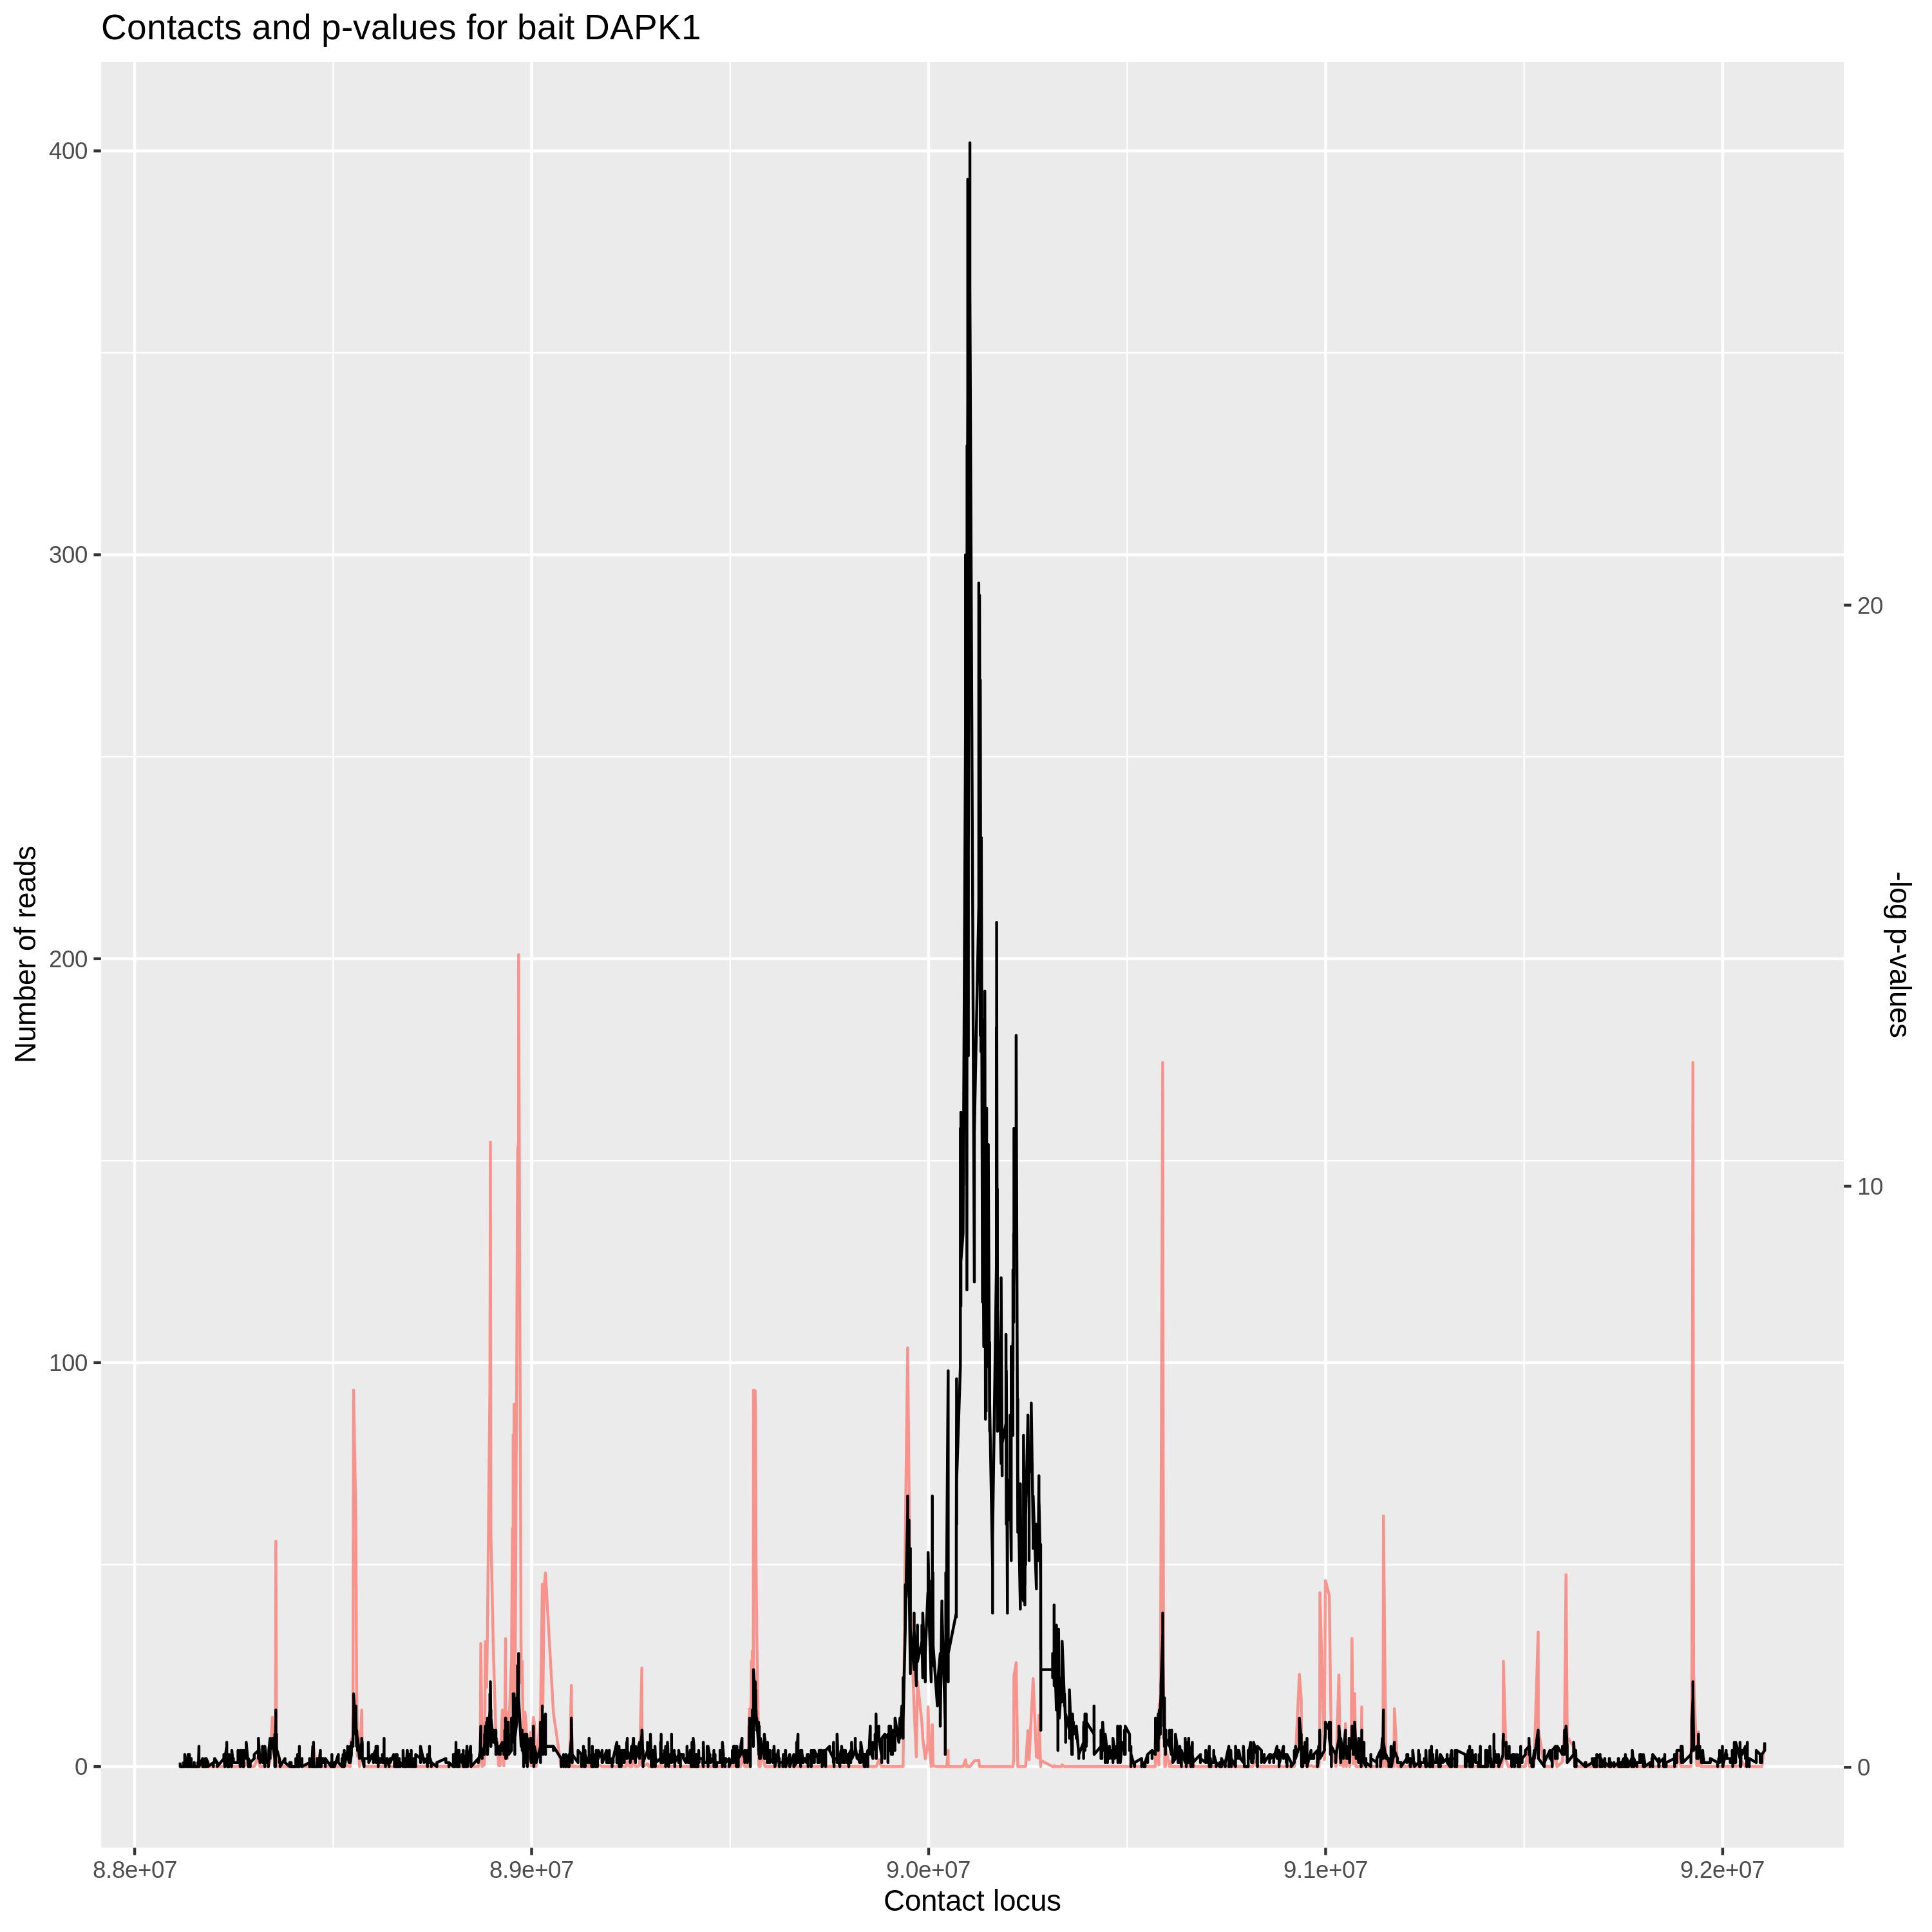 Contacts and p-values for bait DAPK1
400
300
200
100
0
Number of reads
20
10
0
-log p-values
8.8e+07
8.9e+07
9.0e+07
9.1e+07
9.2e+07
Contact locus